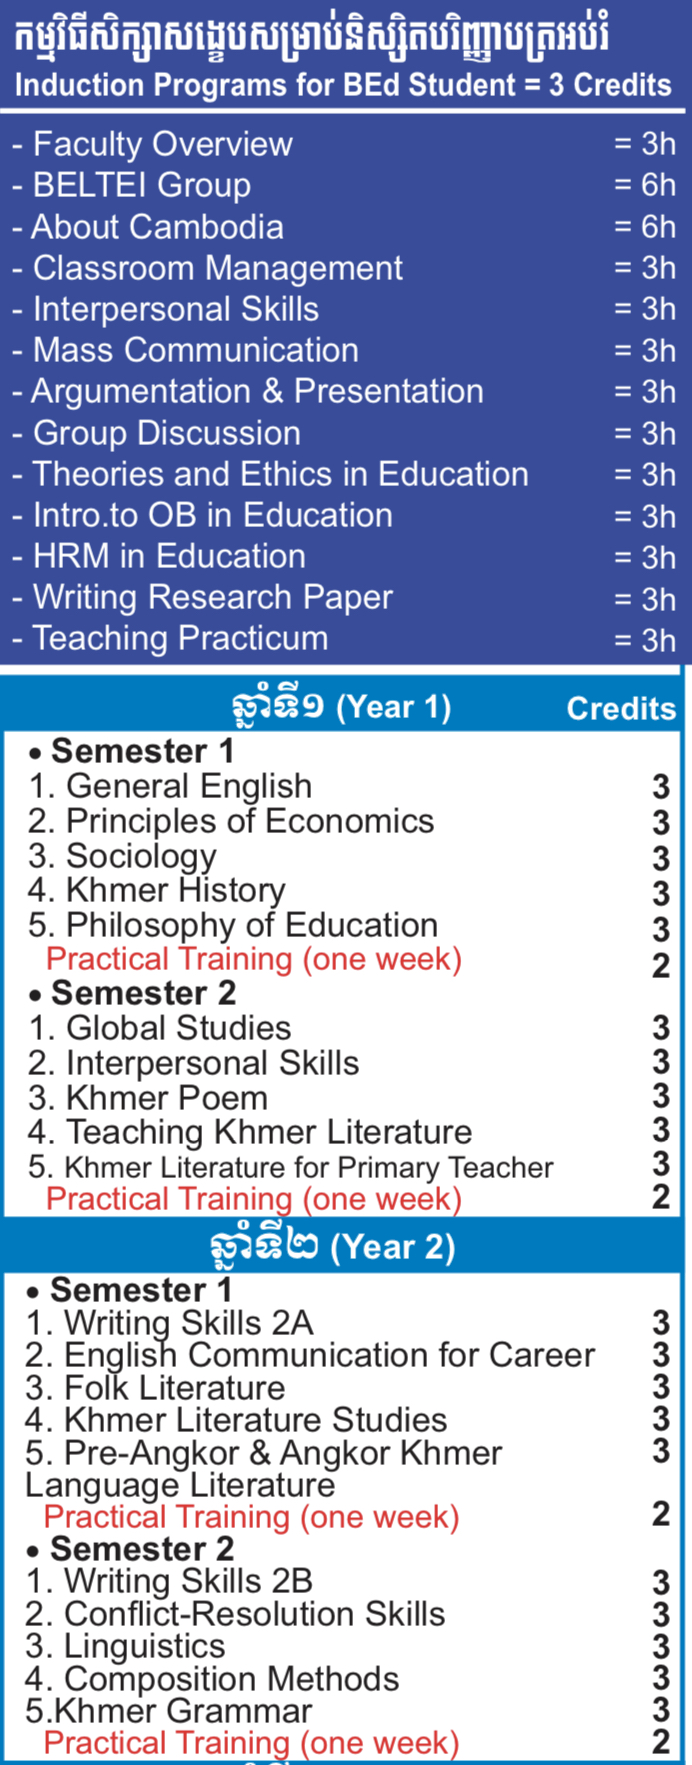 កម្មវិធីសិក្សាសង្ខេបសម្រាប់និស្សិតបរិញ្ញាបត្រអប់រំ
Induction Programs for BEd Student = 3 Credits
- Faculty Overview = 3h
- BELTEI Group = 6h
- About Cambodia = 6h
- Classroom Management = 3h
- Interpersonal Skills = 3h
- Mass Communication = 3h
- Argumentation & Presentation = 3h
- Group Discussion = 3h
- Theories and Ethics in Education = 3h
- Intro.to OB in Education = 3h
- HRM in Education = 3h
- Writing Research Paper = 3h
- Teaching Practicum = 3h
ឆ្នាំទី១ (Year 1) Credits
• Semester 1
1. General English 3
2. Principles of Economics 3
3. Sociology 3
4. Khmer History 3
5. Philosophy of Education 3
Practical Training (one week) 2
• Semester 2
1. Global Studies 3
2. Interpersonal Skills 3
3. Khmer Poem 3
4. Teaching Khmer Literature 3
5. Khmer Literature for Primary Teacher 3
Practical Training (one week) 2
ឆ្នាំទី២ (Year 2)
• Semester 1
1. Writing Skills 2A 3
2. English Communication for Career 3
3. Folk Literature 3
4. Khmer Literature Studies 3
5. Pre-Angkor & Angkor Khmer 3
Language Literature
Practical Training (one week) 2
• Semester 2
1. Writing Skills 2B 3
2. Conflict-Resolution Skills 3
3. Linguistics 3
4. Composition Methods 3
5.Khmer Grammar 3
Practical Training (one week) 2